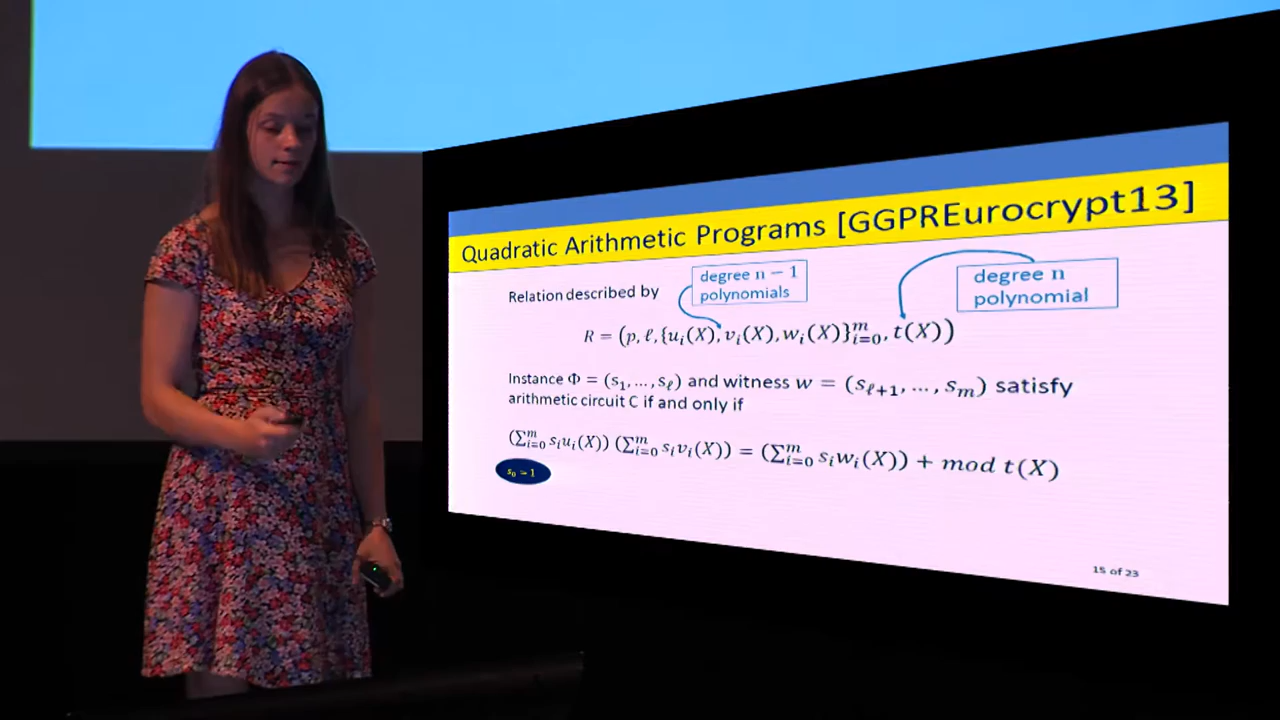 Quadratic Arithmetic Programs [GGPREurocrypt13]
degree n − 1
polynomials
degree n
polynomial
Relation described by
R = (p, ℓ, {u_i(X), v_i(X), w_i(X)}_{i=0}^m, t(X))
Instance Φ = (s_1, …, s_ℓ) and witness w = (s_{ℓ+1}, …, s_m) satisfy
arithmetic circuit C if and only if
(∑_{i=0}^m s_i u_i(X)) (∑_{i=0}^m s_i v_i(X)) = (∑_{i=0}^m s_i w_i(X)) + mod t(X)
s_0 = 1
15 of 23